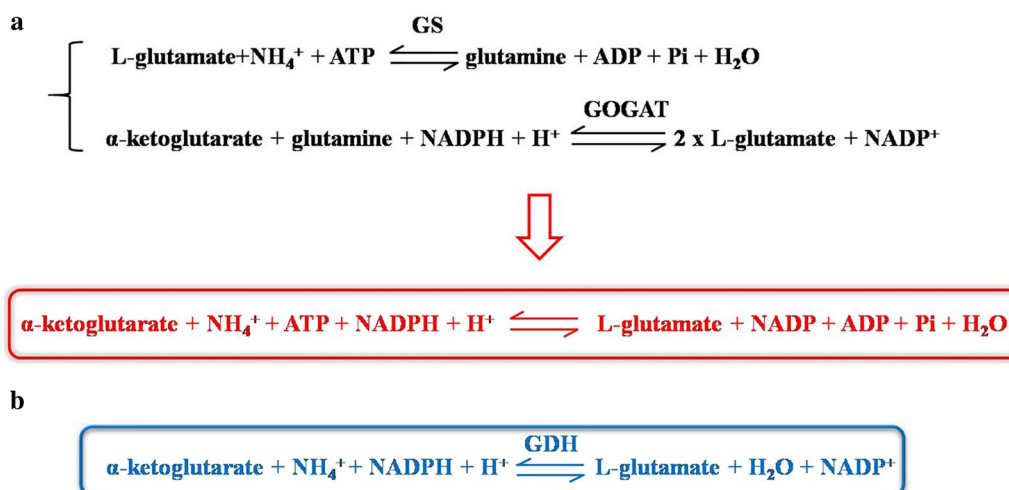 a
GS
L-glutamate+NH₄⁺ + ATP ⇌ glutamine + ADP + Pi + H₂O
GOGAT
α-ketoglutarate + glutamine + NADPH + H⁺ ⇌ 2 x L-glutamate + NADP⁺
α-ketoglutarate + NH₄⁺ + ATP + NADPH + H⁺ ⇌ L-glutamate + NADP + ADP + Pi + H₂O
b
GDH
α-ketoglutarate + NH₄⁺+ NADPH + H⁺ ⇌ L-glutamate + H₂O + NADP⁺